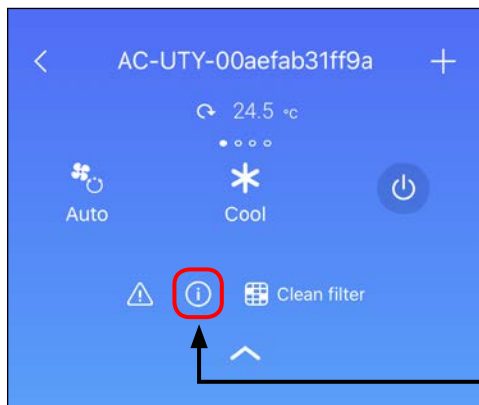 AC-UTY-00aefab31ff9a
24.5 °C
Auto
Cool
Clean filter